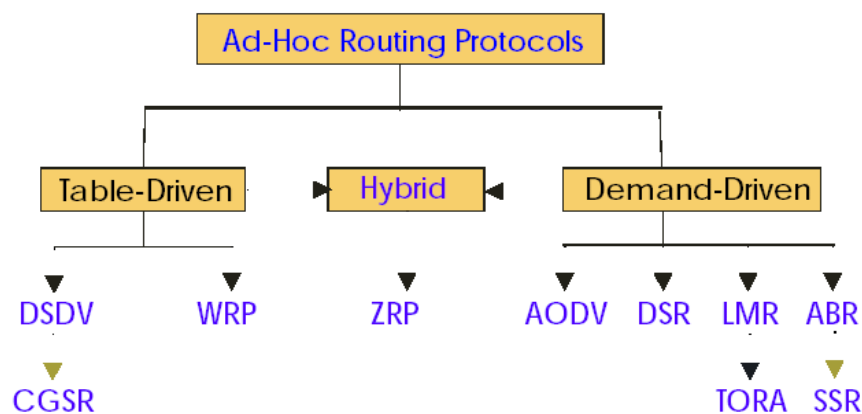 Ad-Hoc Routing Protocols
Table-Driven
Hybrid
Demand-Driven
DSDV
WRP
ZRP
AODV
DSR
LMR
ABR
CGSR
TORA
SSR